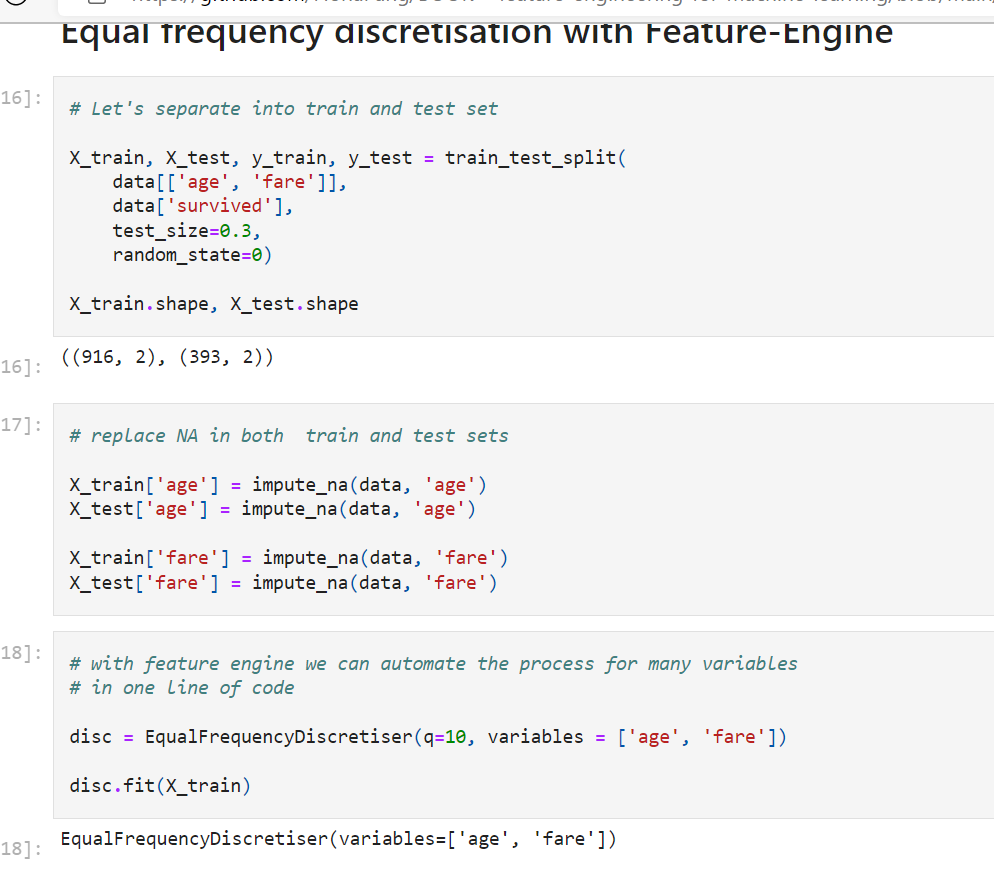 Equal frequency discretisation with Feature-Engine
16]:
# Let's separate into train and test set
X_train, X_test, y_train, y_test = train_test_split(
data[['age', 'fare']],
data['survived'],
test_size=0.3,
random_state=0)
X_train.shape, X_test.shape
16]:
((916, 2), (393, 2))
17]:
# replace NA in both  train and test sets
X_train['age'] = impute_na(data, 'age')
X_test['age'] = impute_na(data, 'age')
X_train['fare'] = impute_na(data, 'fare')
X_test['fare'] = impute_na(data, 'fare')
18]:
# with feature engine we can automate the process for many variables
# in one line of code
disc = EqualFrequencyDiscretiser(q=10, variables = ['age', 'fare'])
disc.fit(X_train)
18]:
EqualFrequencyDiscretiser(variables=['age', 'fare'])